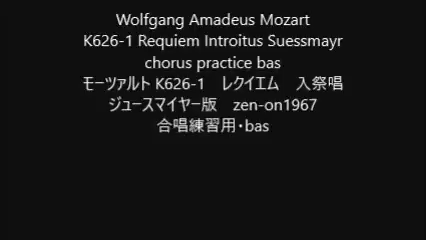 Wolfgang Amadeus Mozart
K626-1 Requiem Introitus Suessmayr
chorus practice bas
モーツァルト K626-1　レクイエム　入祭唱
ジュースマイヤー版　zen-on1967
合唱練習用・bas